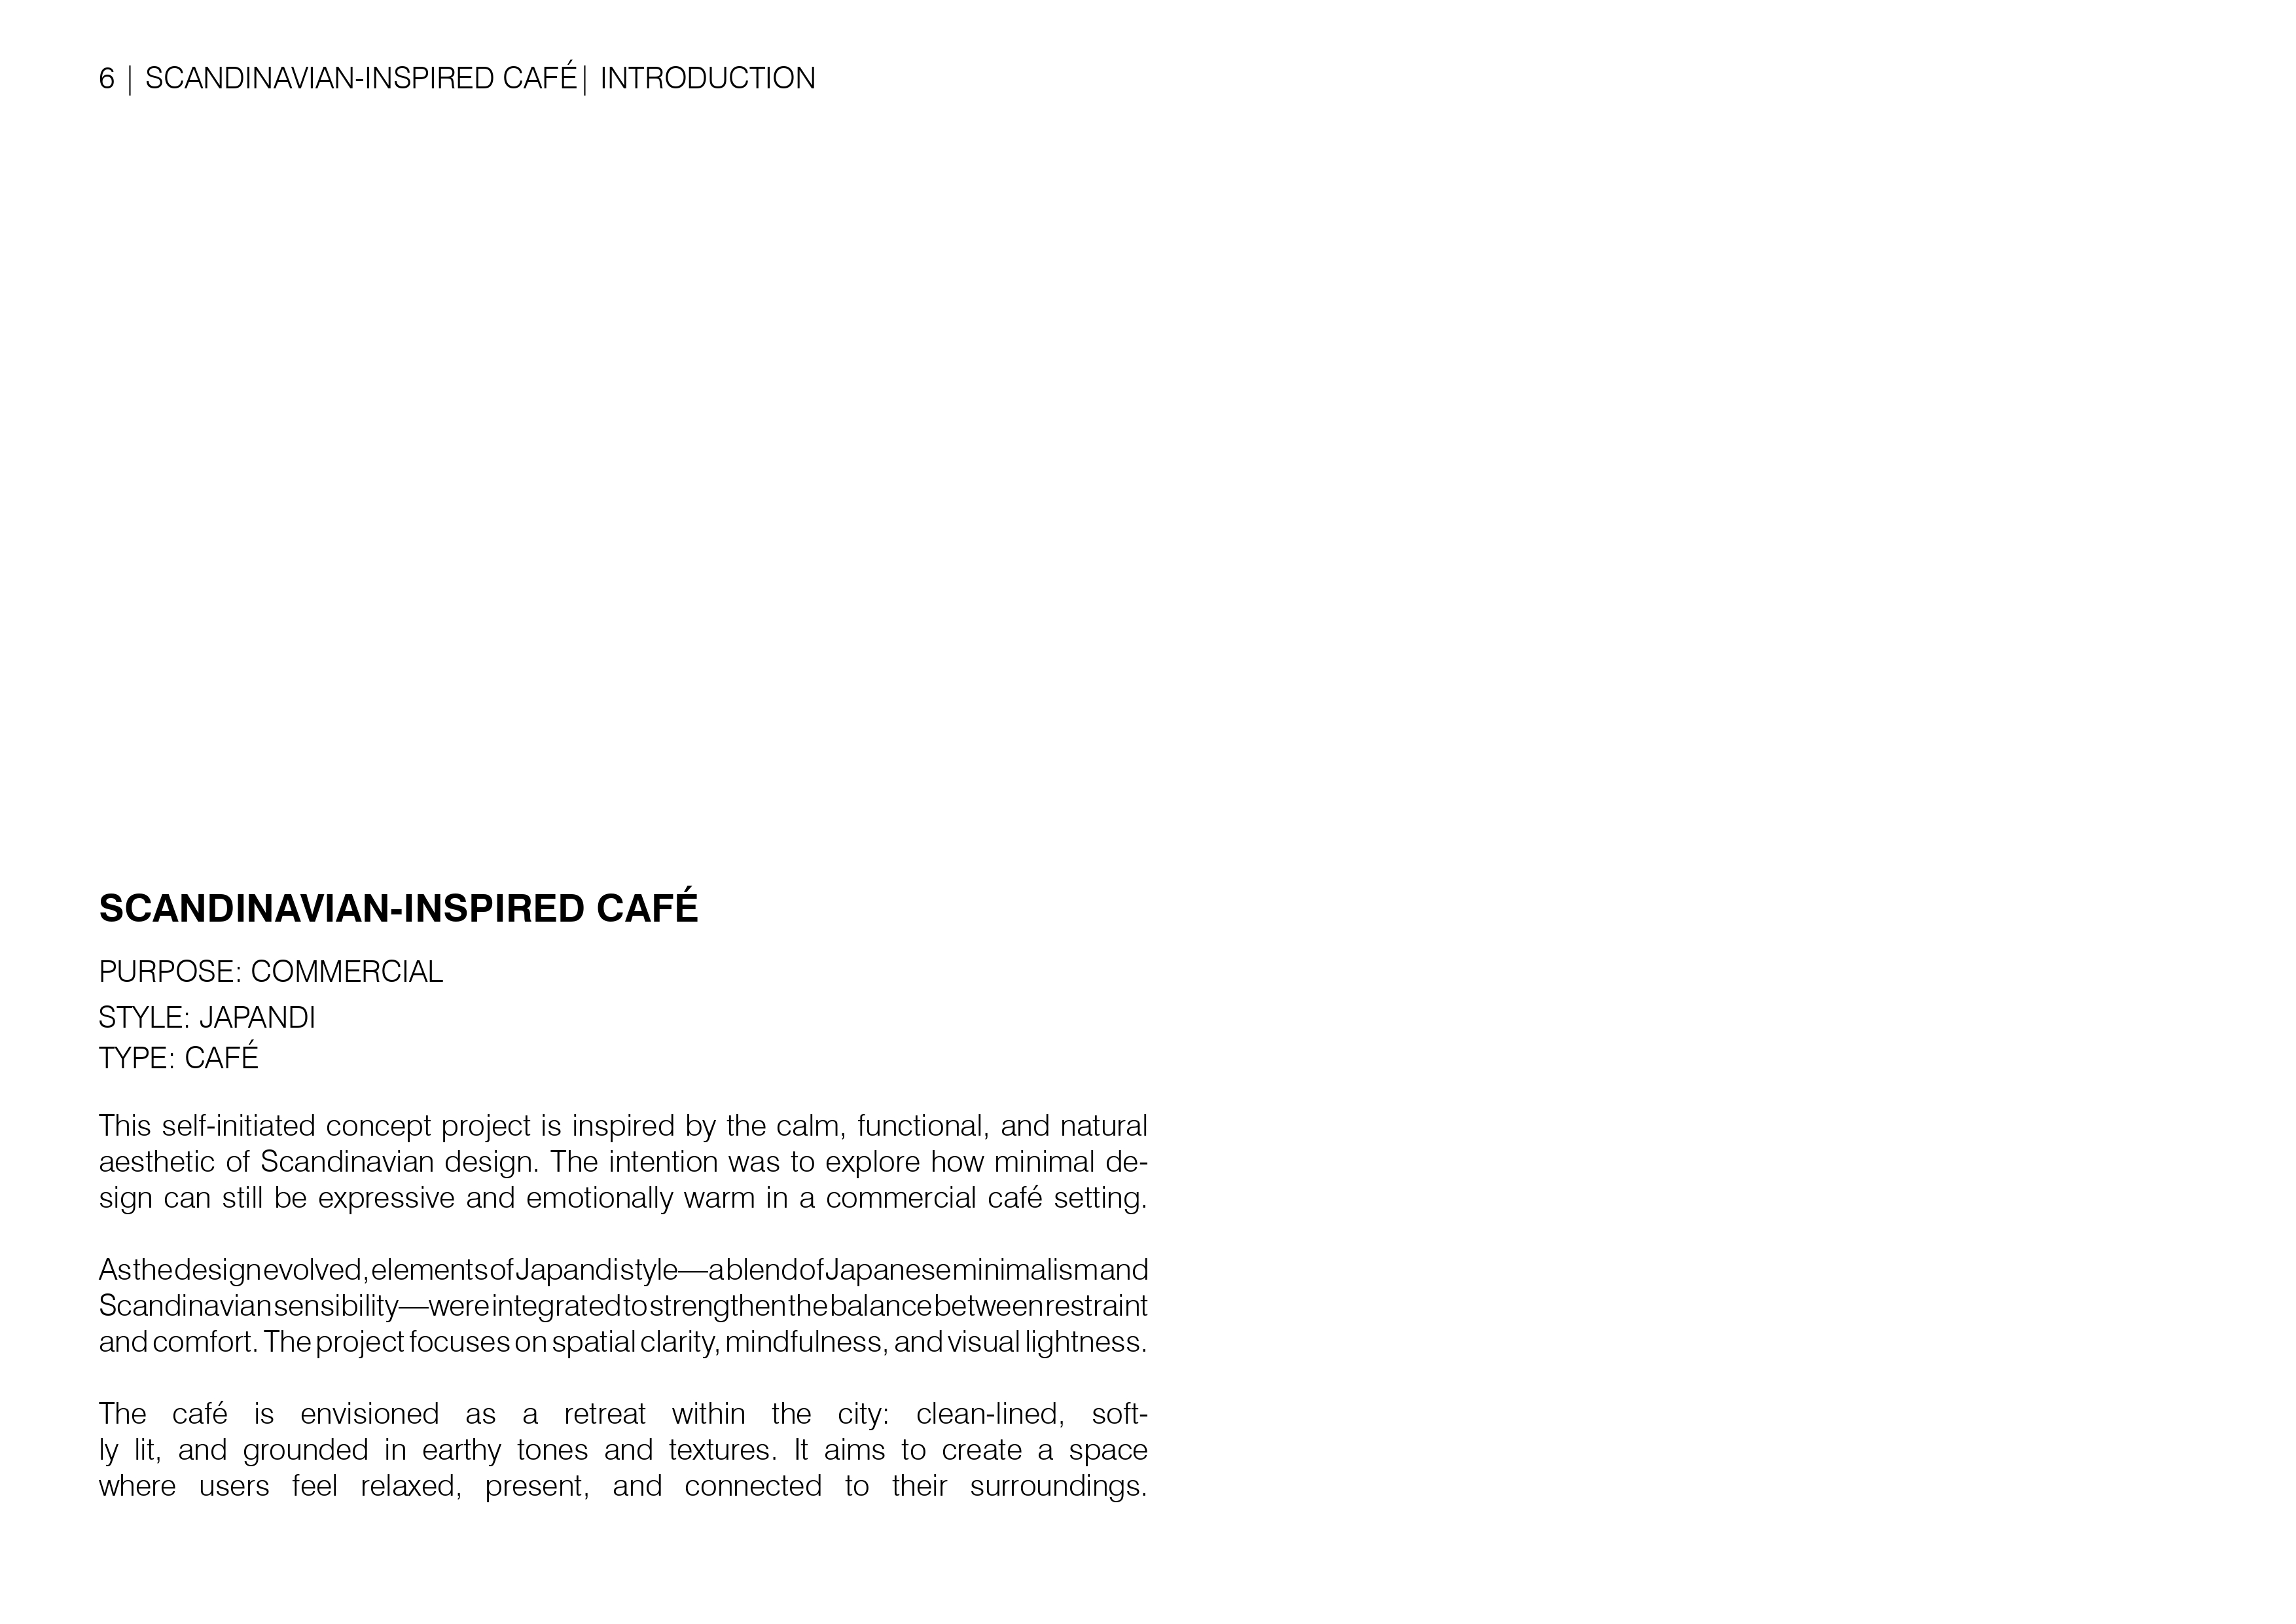 6 | SCANDINAVIAN-INSPIRED CAFÉ| INTRODUCTION
SCANDINAVIAN-INSPIRED CAFÉ
PURPOSE: COMMERCIAL
STYLE: JAPANDI
TYPE: CAFÉ
This self-initiated concept project is inspired by the calm, functional, and natural
aesthetic of Scandinavian design. The intention was to explore how minimal de-
sign can still be expressive and emotionally warm in a commercial café setting.
As the design evolved, elements of Japandi style—a blend of Japanese minimalism and
Scandinavian sensibility—were integrated to strengthen the balance between restraint
and comfort. The project focuses on spatial clarity, mindfulness, and visual lightness.
The café is envisioned as a retreat within the city: clean-lined, soft-
ly lit, and grounded in earthy tones and textures. It aims to create a space
where users feel relaxed, present, and connected to their surroundings.